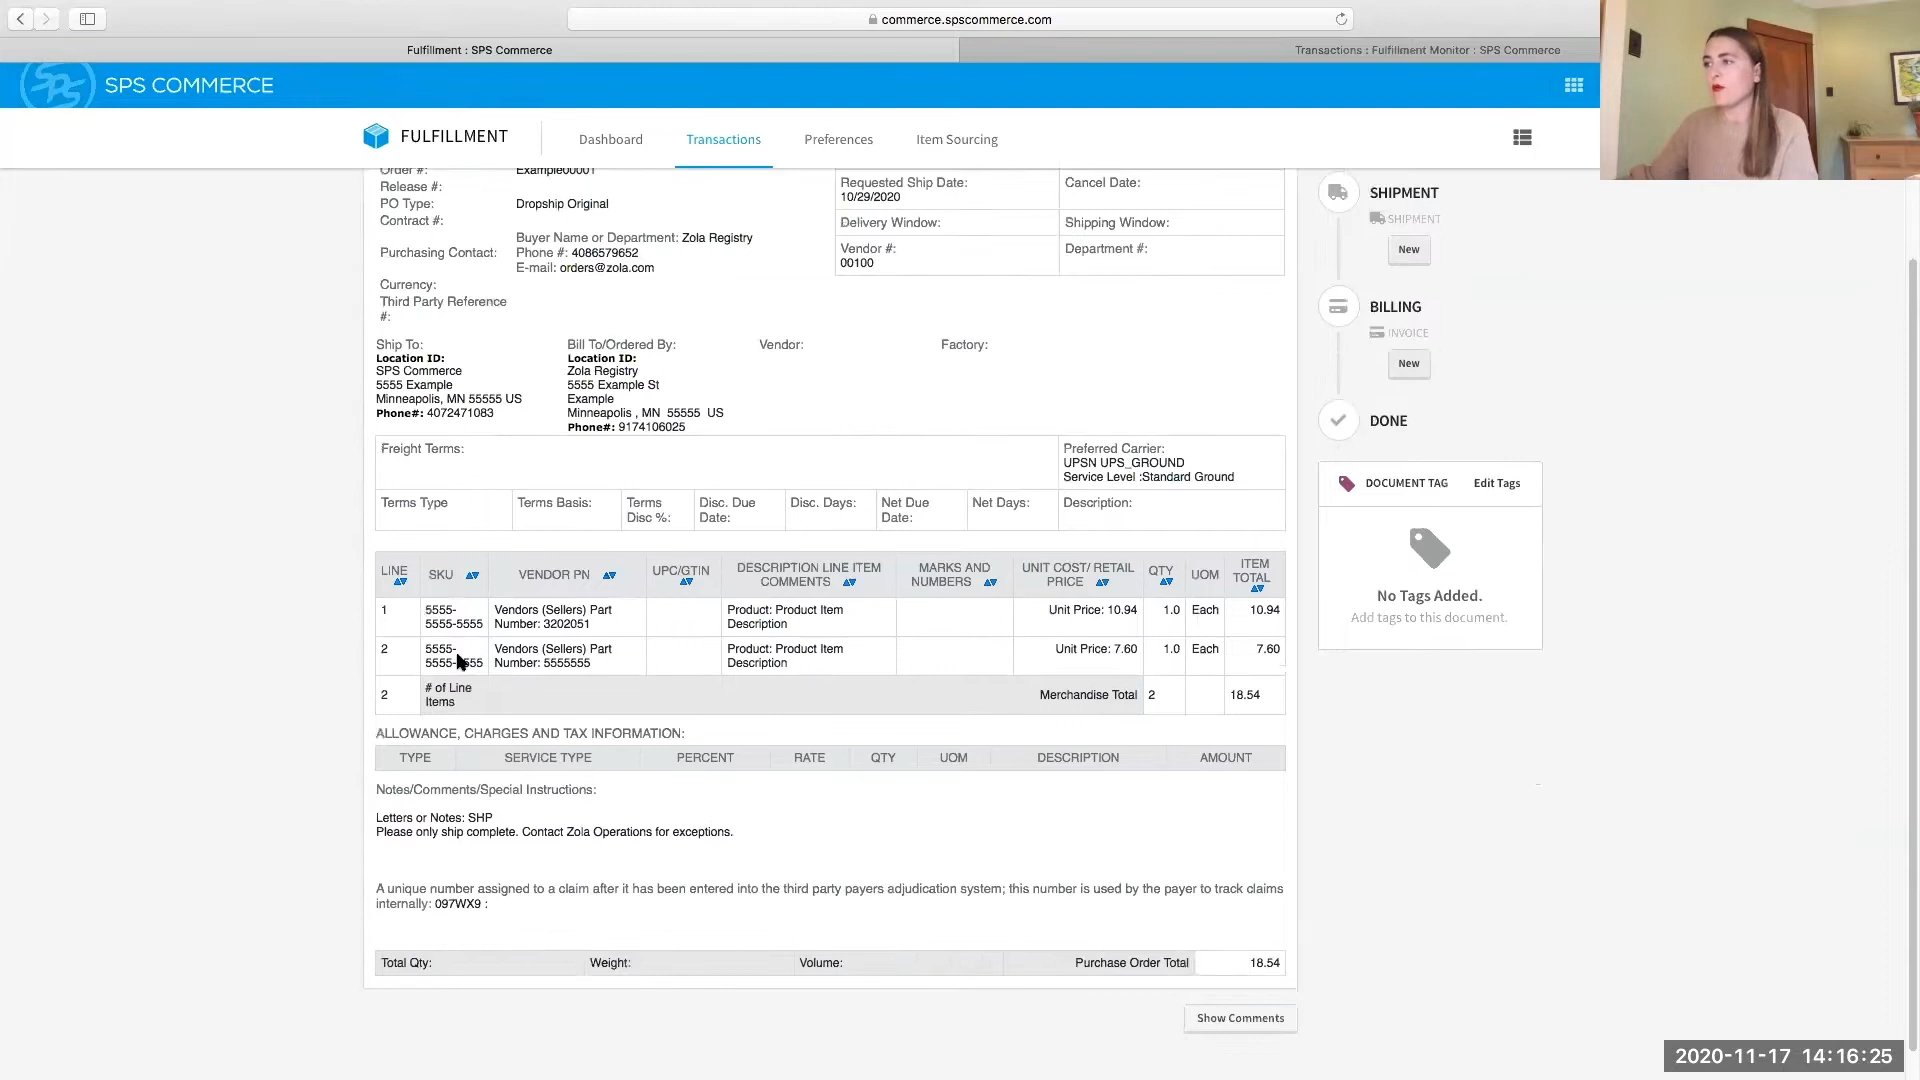 commerce.spscommerce.com
Fulfillment : SPS Commerce
Transactions : Fulfillment Monitor : SPS Commerce
SPS COMMERCE
FULFILLMENT
Dashboard
Transactions
Preferences
Item Sourcing
Order #: Example00001
Release #:
PO Type: Dropship Original
Contract #:
Purchasing Contact:
Buyer Name or Department: Zola Registry
Phone #: 4086579652
E-mail: orders@zola.com
Currency:
Third Party Reference
#:
Requested Ship Date:
10/29/2020
Cancel Date:
Delivery Window:
Shipping Window:
Vendor #:
00100
Department #:
Ship To:
Location ID:
SPS Commerce
5555 Example
Minneapolis, MN 55555 US
Phone#: 4072471083
Bill To/Ordered By:
Location ID:
Zola Registry
5555 Example St
Example
Minneapolis , MN 55555 US
Phone#: 9174106025
Vendor:
Factory:
Freight Terms:
Preferred Carrier:
UPSN UPS_GROUND
Service Level :Standard Ground
Terms Type
Terms Basis:
Terms
Disc %:
Disc. Due
Date:
Disc. Days:
Net Due
Date:
Net Days:
Description:
LINE
SKU
VENDOR PN
UPC/GTIN
DESCRIPTION LINE ITEM
COMMENTS
MARKS AND
NUMBERS
UNIT COST/ RETAIL
PRICE
QTY
UOM
ITEM
TOTAL
1
5555-
5555-5555
Vendors (Sellers) Part
Number: 3202051
Product: Product Item
Description
Unit Price: 10.94
1.0
Each
10.94
2
5555-
5555-5555
Vendors (Sellers) Part
Number: 5555555
Product: Product Item
Description
Unit Price: 7.60
1.0
Each
7.60
2
# of Line
Items
Merchandise Total
2
18.54
ALLOWANCE, CHARGES AND TAX INFORMATION:
TYPE
SERVICE TYPE
PERCENT
RATE
QTY
UOM
DESCRIPTION
AMOUNT
Notes/Comments/Special Instructions:
Letters or Notes: SHP
Please only ship complete. Contact Zola Operations for exceptions.
A unique number assigned to a claim after it has been entered into the third party payers adjudication system; this number is used by the payer to track claims
internally: 097WX9 :
Total Qty:
Weight:
Volume:
Purchase Order Total
18.54
Show Comments
SHIPMENT
SHIPMENT
New
BILLING
INVOICE
New
DONE
DOCUMENT TAG
Edit Tags
No Tags Added.
Add tags to this document.
2020-11-17 14:16:25